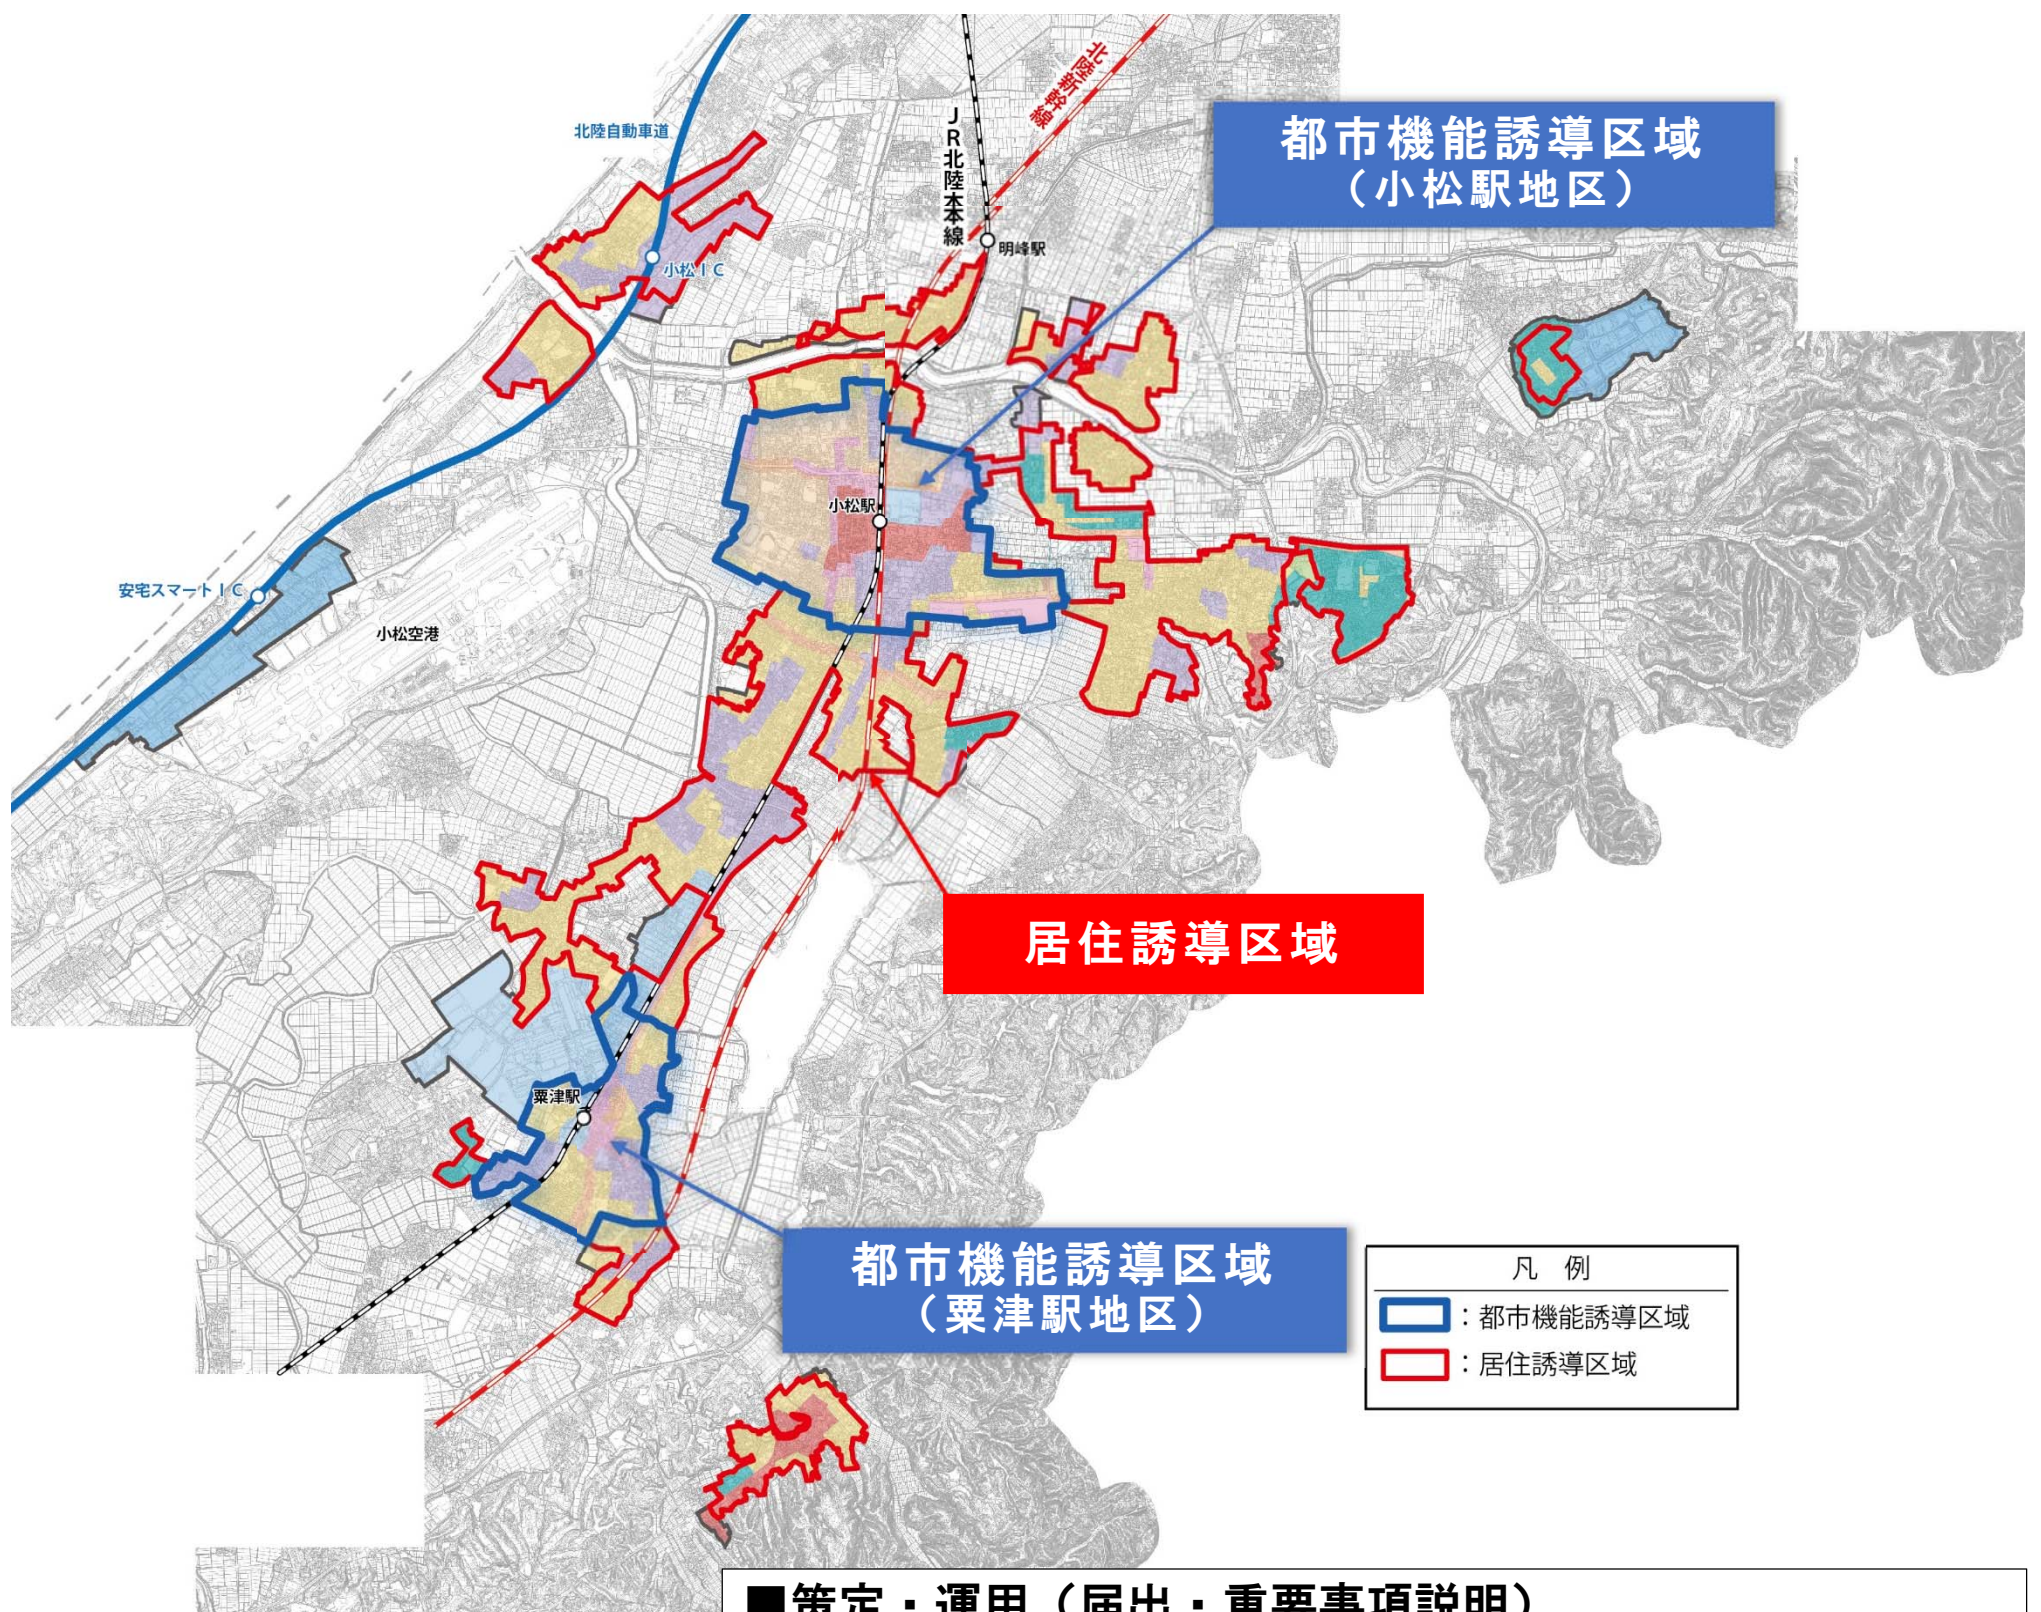 北陸新幹線
北陸自動車道
JR北陸本線
都市機能誘導区域
（小松駅地区）
明峰駅
小松IC
小松駅
安宅スマートIC
小松空港
居住誘導区域
粟津駅
都市機能誘導区域
（粟津駅地区）
凡 例
：都市機能誘導区域
：居住誘導区域
■策定・運用（届出・重要事項説明）